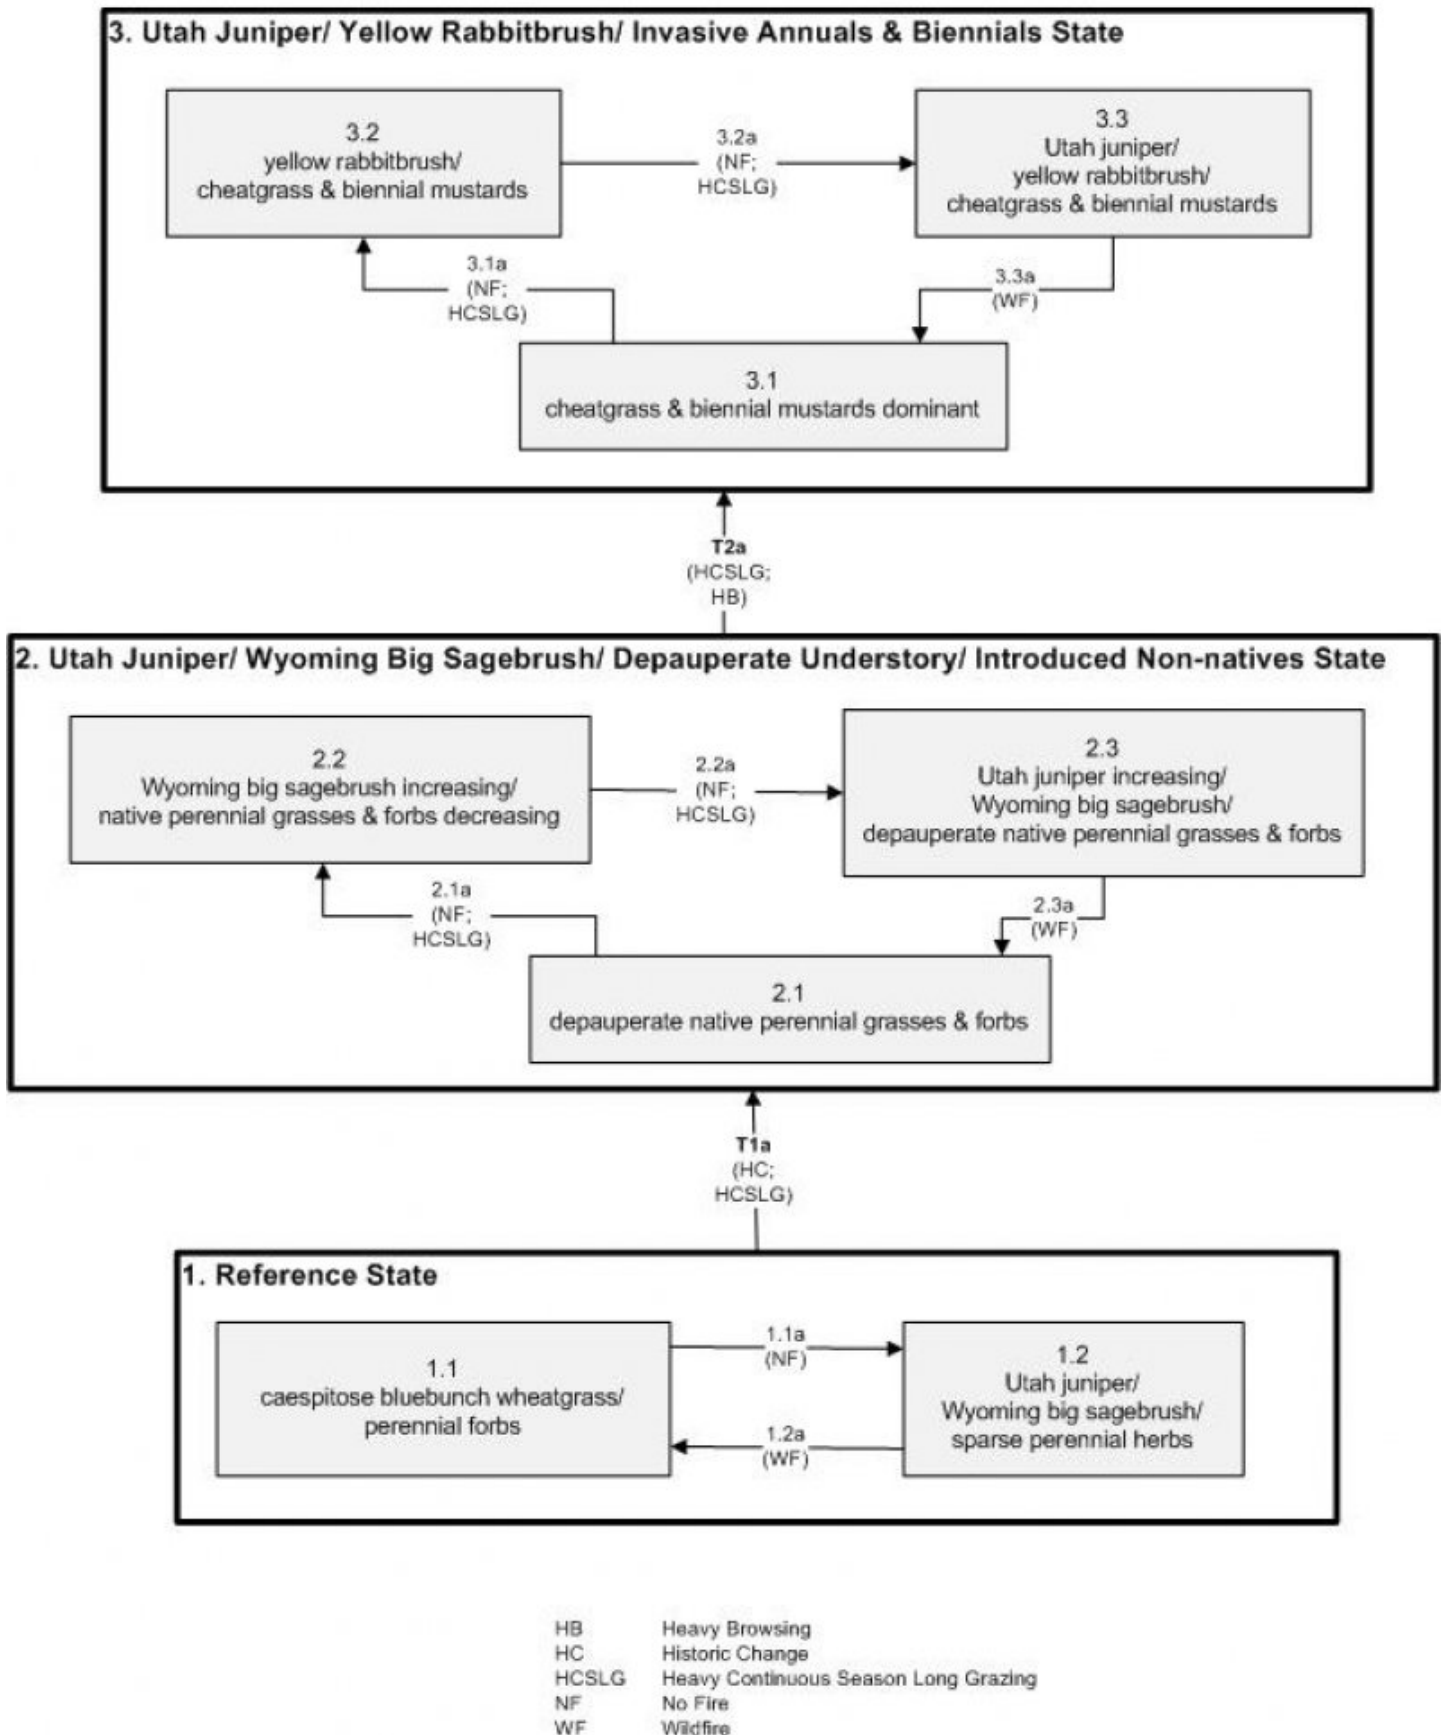 3. Utah Juniper/ Yellow Rabbitbrush/ Invasive Annuals & Biennials State
3.2
yellow rabbitbrush/
cheatgrass & biennial mustards
3.2a
(NF;
HCSLG)
3.3
Utah juniper/
yellow rabbitbrush/
cheatgrass & biennial mustards
3.1a
(NF;
HCSLG)
3.3a
(WF)
3.1
cheatgrass & biennial mustards dominant
T2a
(HCSLG;
HB)
2. Utah Juniper/ Wyoming Big Sagebrush/ Depauperate Understory/ Introduced Non-natives State
2.2
Wyoming big sagebrush increasing/
native perennial grasses & forbs decreasing
2.2a
(NF;
HCSLG)
2.3
Utah juniper increasing/
Wyoming big sagebrush/
depauperate native perennial grasses & forbs
2.1a
(NF;
HCSLG)
2.3a
(WF)
2.1
depauperate native perennial grasses & forbs
T1a
(HC;
HCSLG)
1. Reference State
1.1
caespitose bluebunch wheatgrass/
perennial forbs
1.1a
(NF)
1.2a
(WF)
1.2
Utah juniper/
Wyoming big sagebrush/
sparse perennial herbs
HB Heavy Browsing
HC Historic Change
HCSLG Heavy Continuous Season Long Grazing
NF No Fire
WF Wildfire